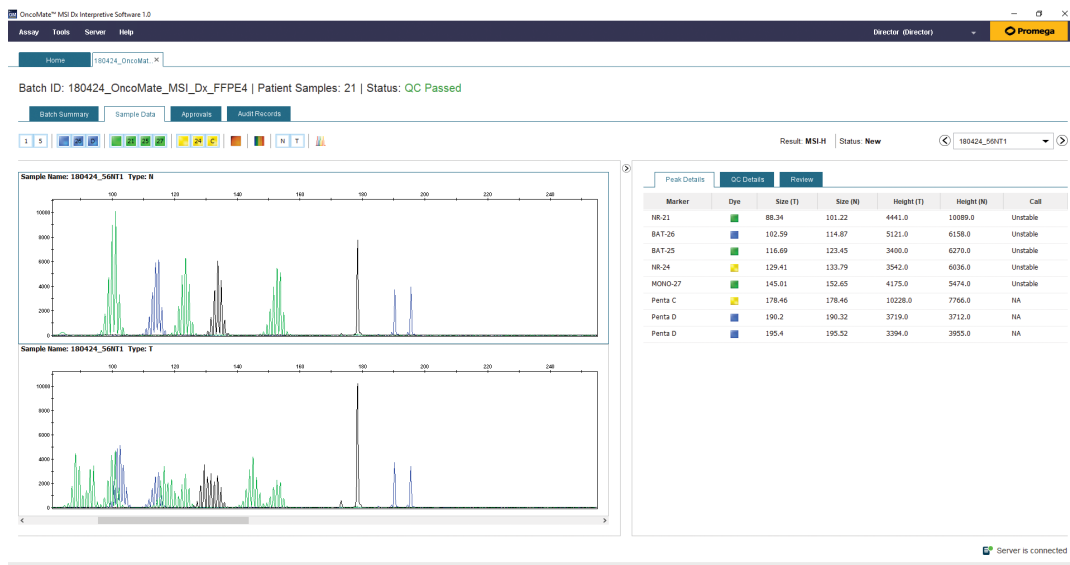 OncoMate™ MSI Dx Interpretive Software 1.0
Assay Tools Server Help Director (Director) Promega
Home 180424_OncoMat..X
Batch ID: 180424_OncoMate_MSI_Dx_FFPE4 | Patient Samples: 21 | Status: QC Passed
Batch Summary Sample Data Approvals Audit Records
1 5 26 D 21 25 27 24 C N T Result: MSI-H Status: New 180424_56NT1
Sample Name: 180424_56NT1 Type: N
100 120 140 160 180 200 220 240
10000
8000
6000
4000
2000
0
Sample Name: 180424_56NT1 Type: T
100 120 140 160 180 200 220 240
10000
8000
6000
4000
2000
0
Peak Details QC Details Review
Marker Dye Size (T) Size (N) Height (T) Height (N) Call
NR-21 88.34 101.22 4441.0 10089.0 Unstable
BAT-26 102.59 114.87 5121.0 6158.0 Unstable
BAT-25 116.69 123.45 3400.0 6270.0 Unstable
NR-24 129.41 133.79 3542.0 6036.0 Unstable
MONO-27 145.01 152.65 4175.0 5474.0 Unstable
Penta C 178.46 178.46 10228.0 7766.0 NA
Penta D 190.2 190.32 3719.0 3712.0 NA
Penta D 195.4 195.52 3394.0 3955.0 NA
Server is connected